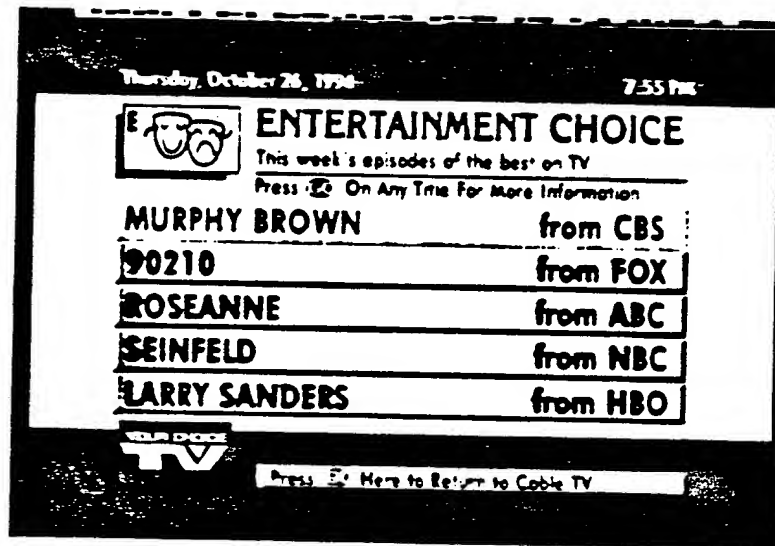 Thursday, October 26, 1994 7:55 PM
E
ENTERTAINMENT CHOICE
This week's episodes of the best on TV
Press On Any Title For More Information
MURPHY BROWN from CBS
90210 from FOX
ROSEANNE from ABC
SEINFELD from NBC
LARRY SANDERS from HBO
YOUR CHOICE
TV
Press Here to Return to Cable TV